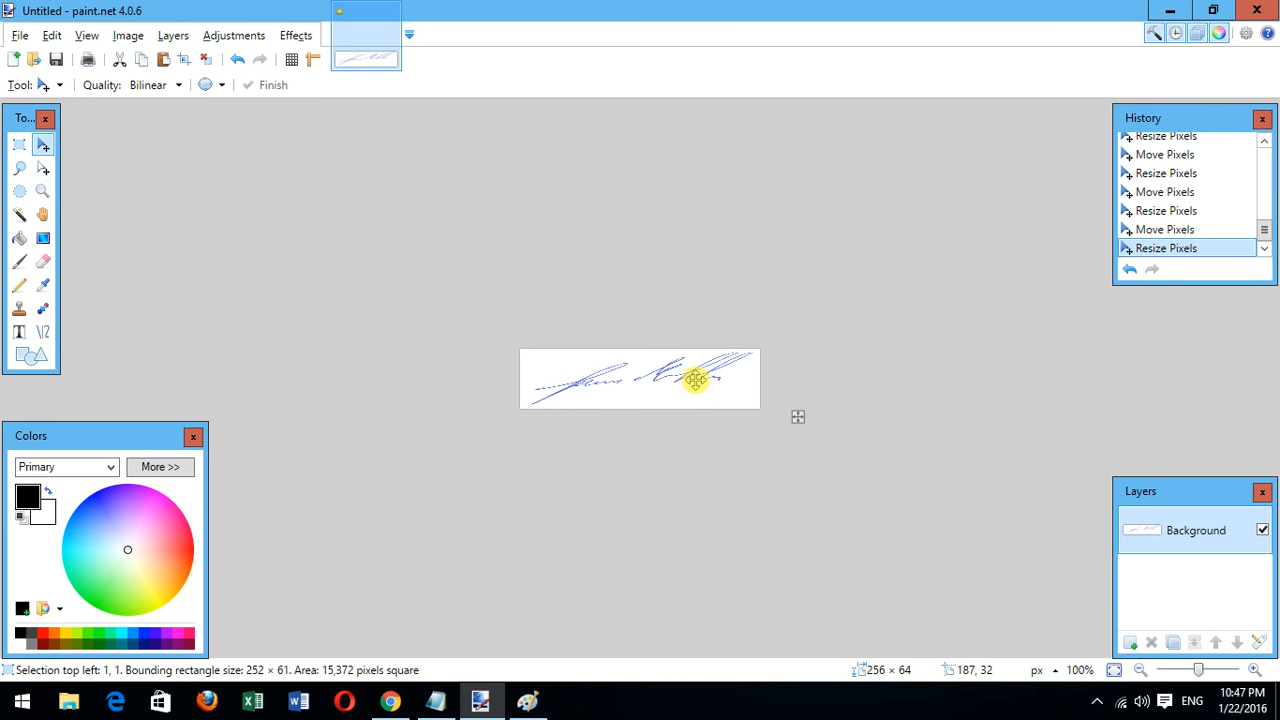 Untitled - paint.net 4.0.6
File Edit View Image Layers Adjustments Effects
Tool: Quality: Bilinear Finish
To...
History
Resize Pixels
Move Pixels
Resize Pixels
Move Pixels
Resize Pixels
Move Pixels
Resize Pixels
Colors
Primary More >>
Layers
Background
Selection top left: 1, 1. Bounding rectangle size: 252 × 61. Area: 15,372 pixels square 256 × 64 187, 32 px 100%
ENG 10:47 PM
1/22/2016